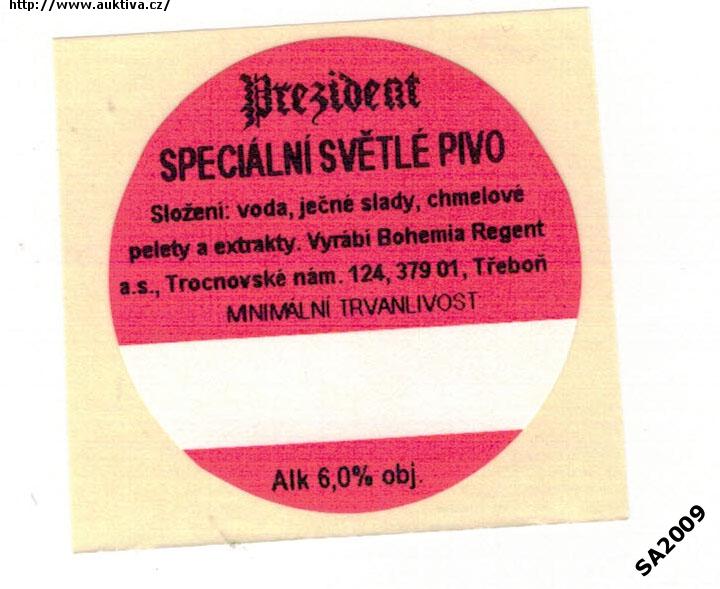 http://www.auktiva.cz/
Prezident
SPECIÁLNÍ SVĚTLÉ PIVO
Složení: voda, ječné slady, chmelové
pelety a extrakty. Vyrábí Bohemia Regent
a.s., Trocnovské nám. 124, 379 01, Třeboň
MINIMÁLNÍ TRVANLIVOST:
Alk 6,0% obj.
SA2009